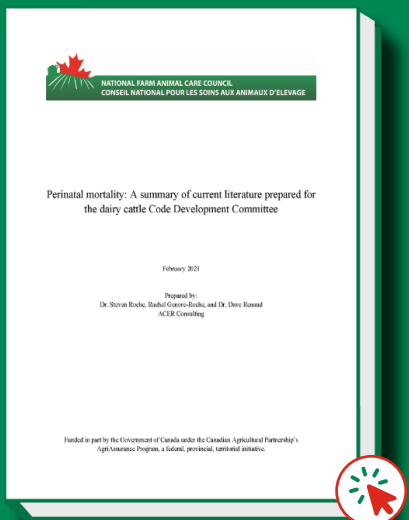 NATIONAL FARM ANIMAL CARE COUNCIL
CONSEIL NATIONAL POUR LES SOINS AUX ANIMAUX D'ELEVAGE
Perinatal mortality: A summary of current literature prepared for
the dairy cattle Code Development Committee
February 2021
Prepared by:
Dr. Steven Roche, Rachel Genore-Roche, and Dr. Dave Renaud
ACER Consulting
Funded in part by the Government of Canada under the Canadian Agricultural Partnership's
AgriAssurance Program, a federal, provincial, territorial initiative.